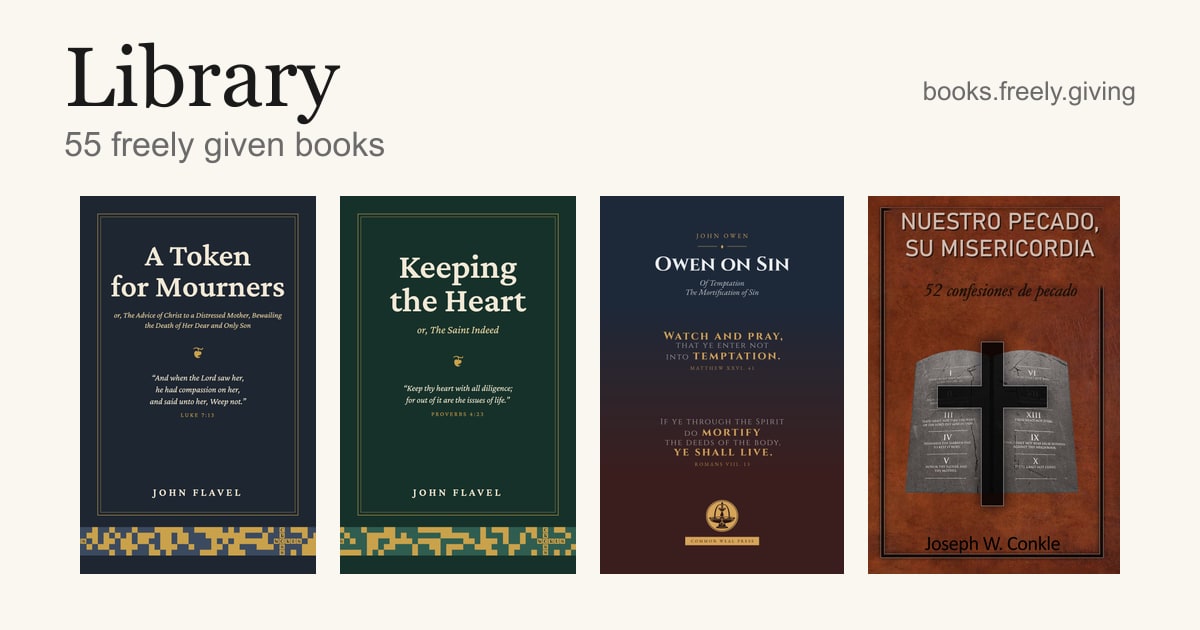 Library
55 freely given books
books.freely.giving
A Token
for Mourners
or, The Advice of Christ to a Distressed Mother, Bewailing
the Death of Her Dear and Only Son
“And when the Lord saw her,
he had compassion on her,
and said unto her, Weep not.”
LUKE 7:13
JOHN FLAVEL
Keeping
the Heart
or, The Saint Indeed
“Keep thy heart with all diligence;
for out of it are the issues of life.”
PROVERBS 4:23
JOHN FLAVEL
JOHN OWEN
OWEN ON SIN
Of Temptation
The Mortification of Sin
WATCH AND PRAY,
THAT YE ENTER NOT
INTO TEMPTATION.
MATTHEW XXVI. 41
IF YE THROUGH THE SPIRIT
DO MORTIFY
THE DEEDS OF THE BODY,
YE SHALL LIVE.
ROMANS VIII. 13
COMMON WEAL PRESS
NUESTRO PECADO,
SU MISERICORDIA
52 confesiones de pecado
I
III
IV
V
VI
XIII
IX
X
Joseph W. Conkle